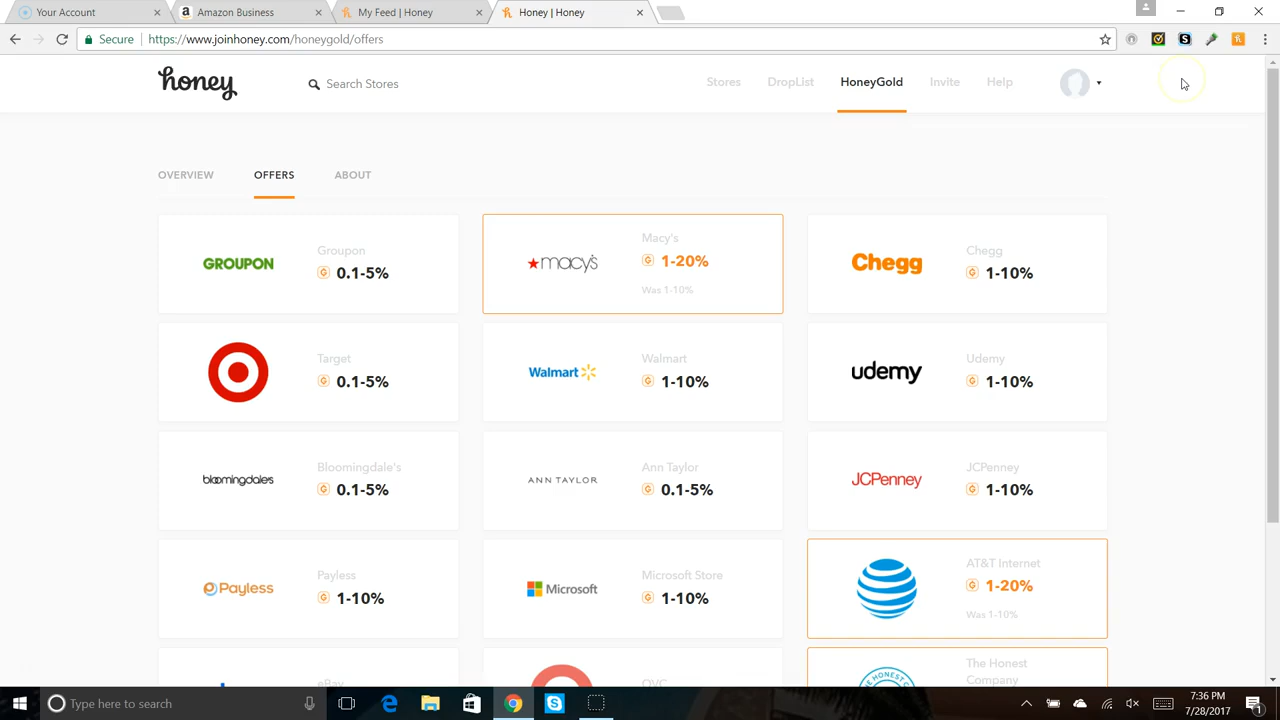 Your Account
Amazon Business
My Feed | Honey
Honey | Honey
Secure https://www.joinhoney.com/honeygold/offers
honey
Search Stores
Stores DropList HoneyGold Invite Help
OVERVIEW OFFERS ABOUT
GROUPON
Groupon
0.1-5%
macy's
Macy's
1-20%
Was 1-10%
Chegg
Chegg
1-10%
Target
0.1-5%
Walmart
Walmart
1-10%
udemy
Udemy
1-10%
bloomingdale's
Bloomingdale's
0.1-5%
ANN TAYLOR
Ann Taylor
0.1-5%
JCPenney
JCPenney
1-10%
Payless
Payless
1-10%
Microsoft
Microsoft Store
1-10%
AT&T Internet
1-20%
Was 1-10%
eBay
QVC
THE HONEST
The Honest
Company
Type here to search
7:36 PM
7/28/2017